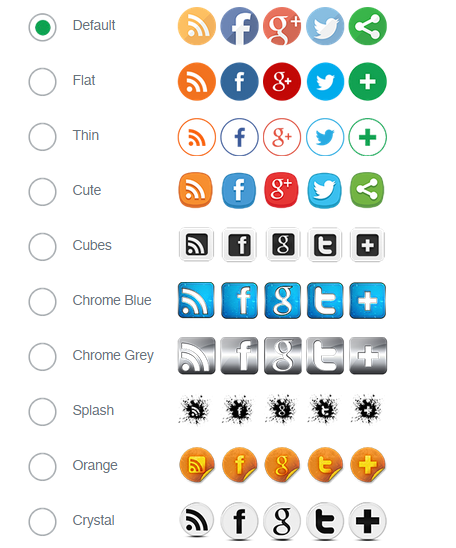 Default
Flat
Thin
Cute
Cubes
Chrome Blue
Chrome Grey
Splash
Orange
Crystal